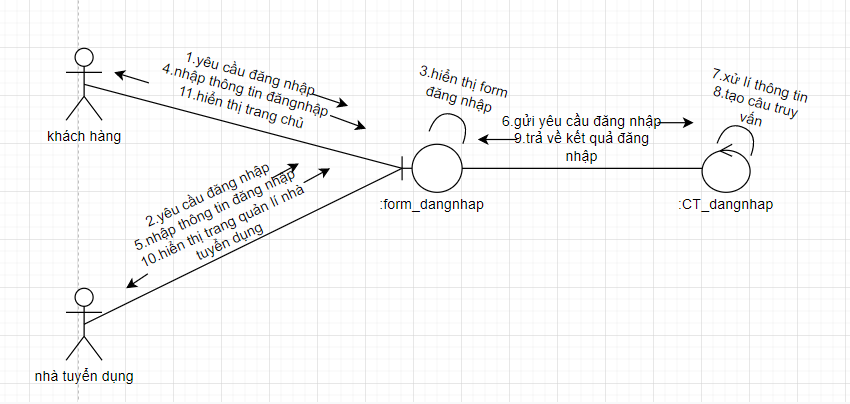 1.yêu cầu đăng nhập
4.nhập thông tin đăngnhập
11.hiển thị trang chủ
khách hàng
3.hiển thị form
đăng nhập
7.xử lí thông tin
8.tạo câu truy
vấn
6.gửi yêu cầu đăng nhập
9.trả về kết quả đăng
nhập
:form_dangnhap
:CT_dangnhap
2.yêu cầu đăng nhập
5.nhập thông tin đăng nhập
10.hiển thị trang quản lí nhà
tuyển dụng
nhà tuyển dụng